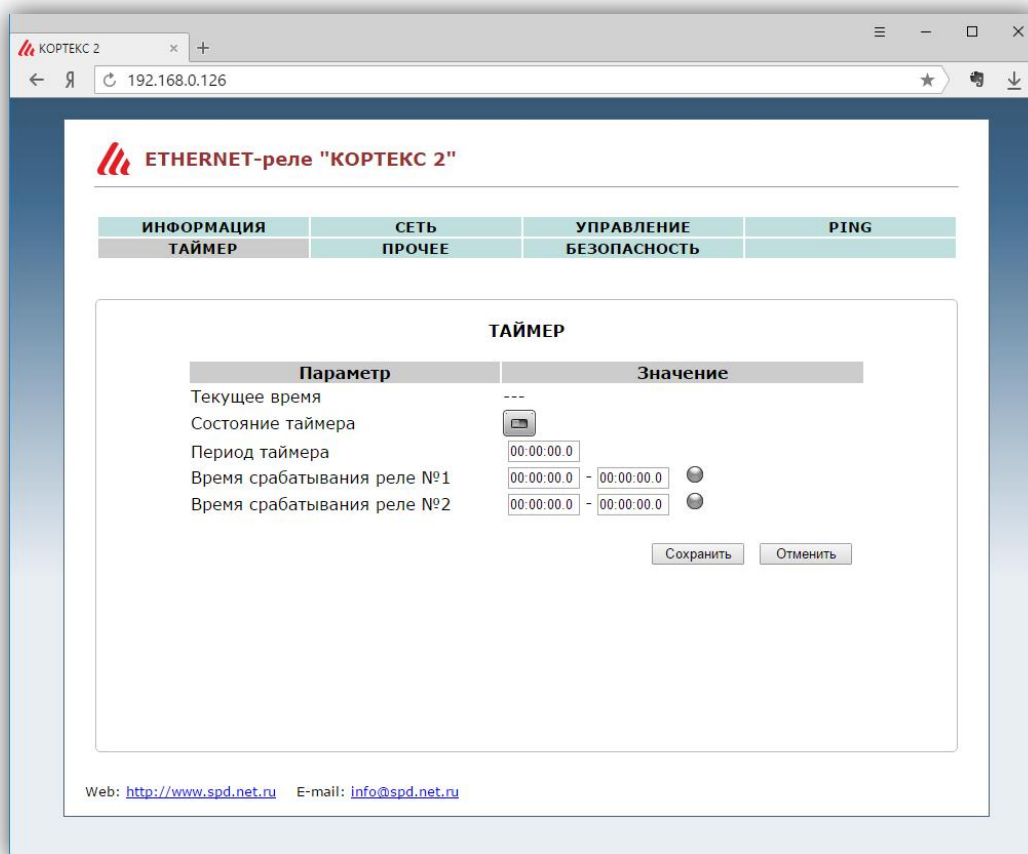 КОРТЕКС 2
192.168.0.126
ETHERNET-реле "КОРТЕКС 2"
ИНФОРМАЦИЯ СЕТЬ УПРАВЛЕНИЕ PING
ТАЙМЕР ПРОЧЕЕ БЕЗОПАСНОСТЬ
ТАЙМЕР
Параметр Значение
Текущее время ---
Состояние таймера
Период таймера 00:00:00.0
Время срабатывания реле №1 00:00:00.0 - 00:00:00.0
Время срабатывания реле №2 00:00:00.0 - 00:00:00.0
Сохранить Отменить
Web: http://www.spd.net.ru E-mail: info@spd.net.ru